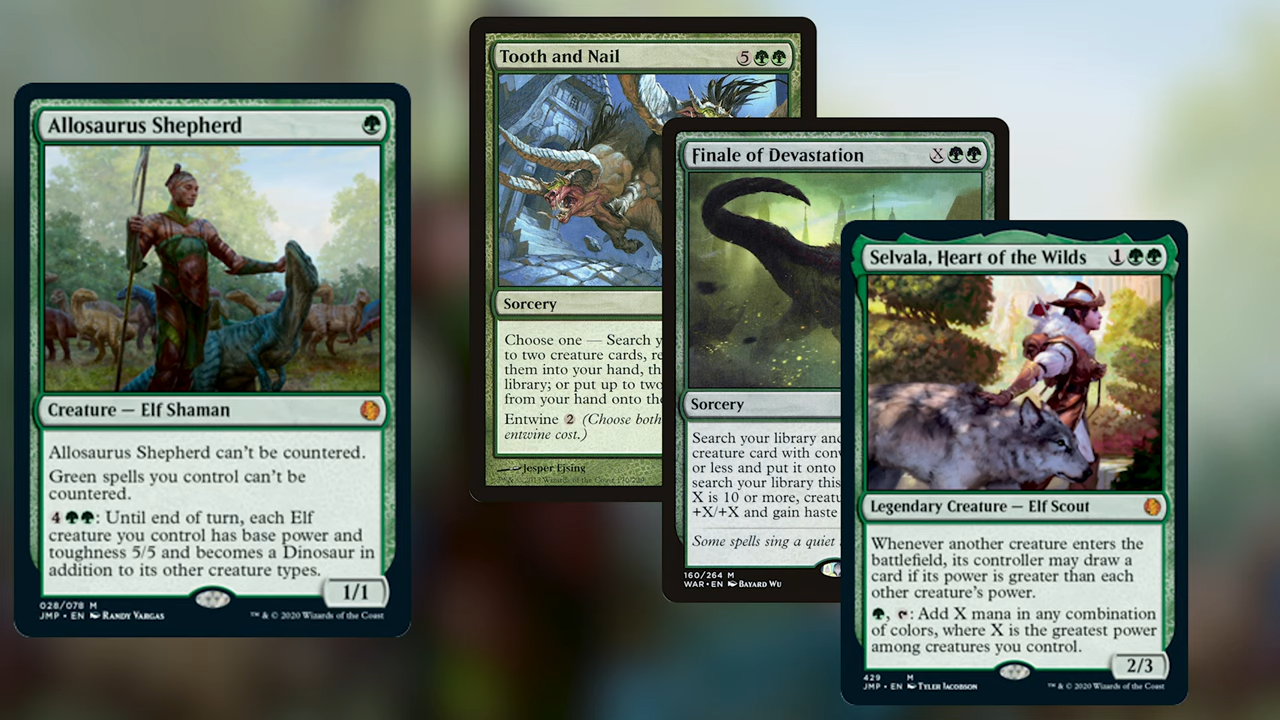 Allosaurus Shepherd
Creature — Elf Shaman
Allosaurus Shepherd can't be countered.
Green spells you control can't be
countered.
4: Until end of turn, each Elf
creature you control has base power and
toughness 5/5 and becomes a Dinosaur in
addition to its other creature types.
1/1
028/078 M
JMP • EN RANDY VARGAS
™ & © 2020 Wizards of the Coast
Tooth and Nail 5
Sorcery
Choose one — Search y
to two creature cards, re
them into your hand, th
library; or put up to two
from your hand onto the
Entwine 2 (Choose both
entwine cost.)
Jesper Ejsing
Finale of Devastation X
Sorcery
Search your library and
creature card with conv
or less and put it onto
search your library this
X is 10 or more, creatu
+X/+X and gain haste
Some spells sing a quiet
160/264 M
WAR • EN BAYARD WU
Selvala, Heart of the Wilds 1
Legendary Creature — Elf Scout
Whenever another creature enters the
battlefield, its controller may draw a
card if its power is greater than each
other creature's power.
, : Add X mana in any combination
of colors, where X is the greatest power
among creatures you control.
2/3
429 M
JMP • EN TYLER JACOBSON
™ & © 2020 Wizards of the Coast